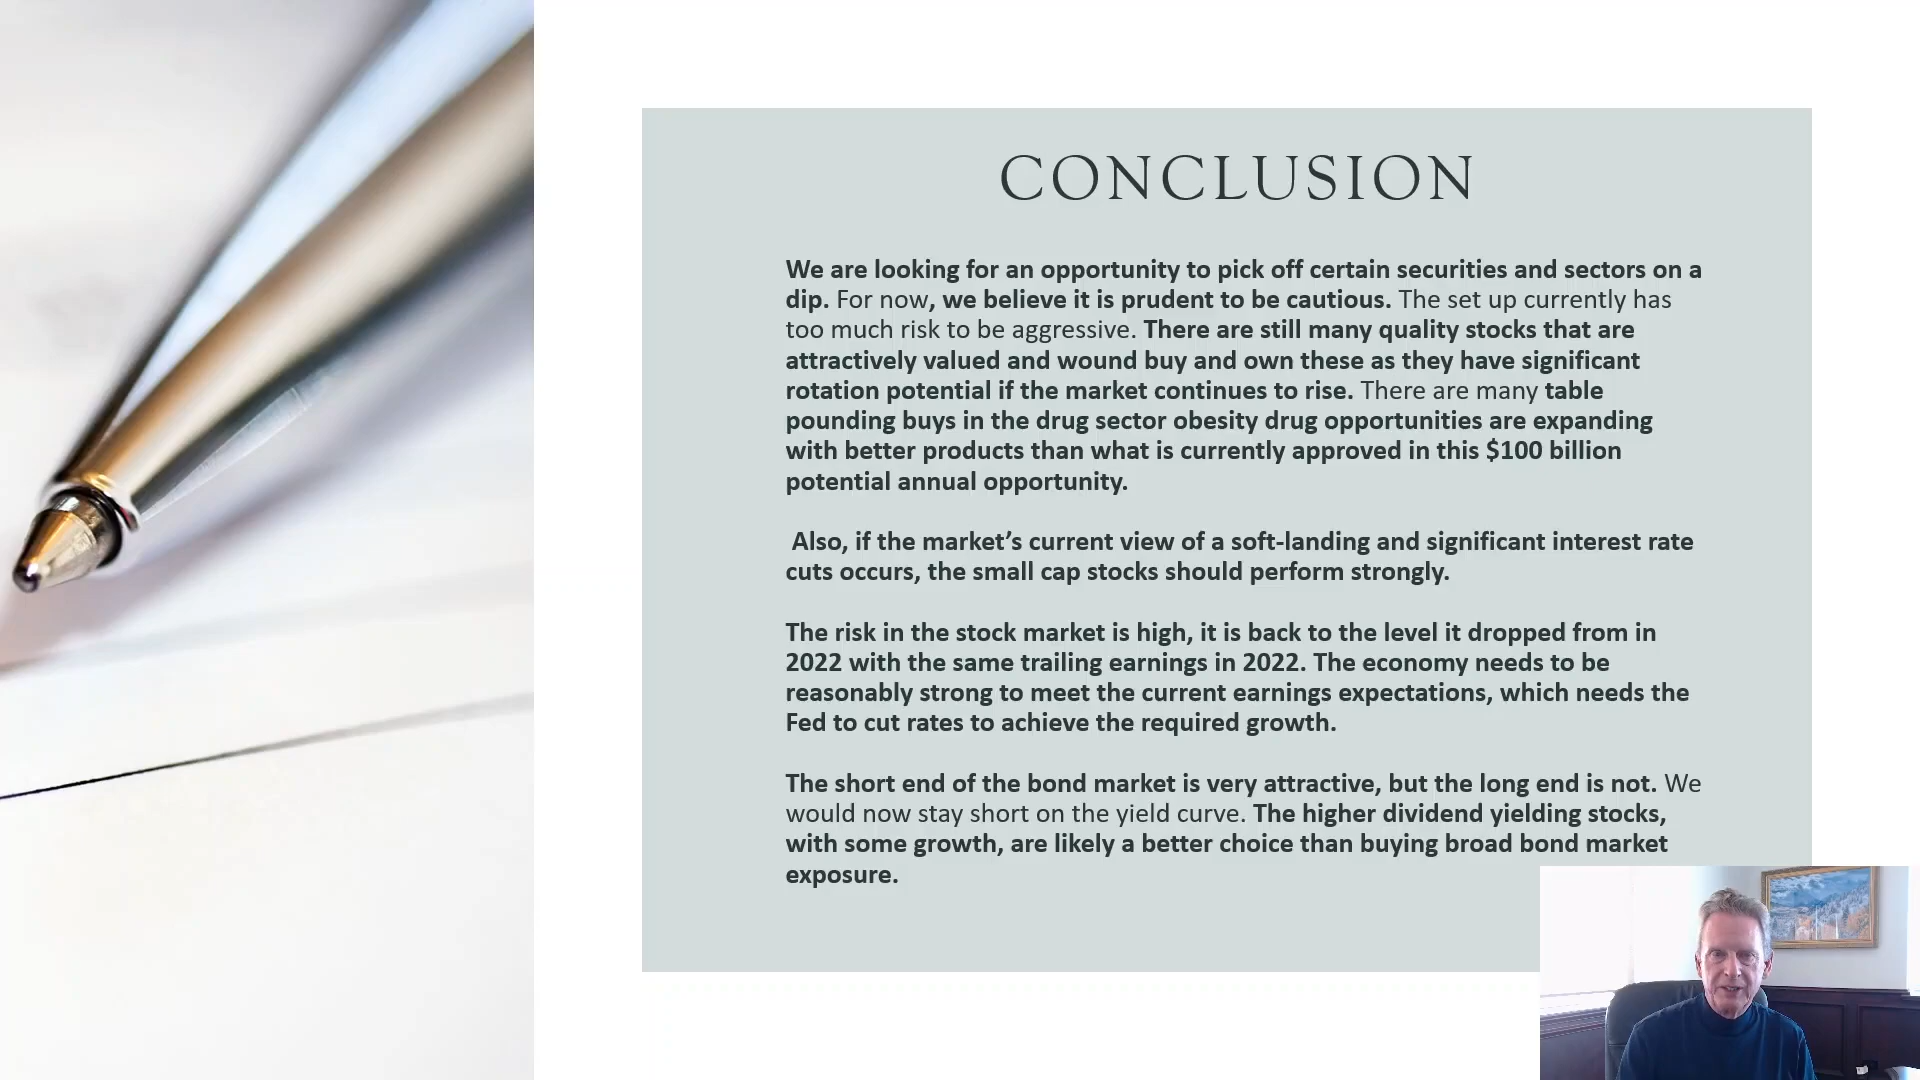 CONCLUSION
We are looking for an opportunity to pick off certain securities and sectors on a
dip. For now, we believe it is prudent to be cautious. The set up currently has
too much risk to be aggressive. There are still many quality stocks that are
attractively valued and wound buy and own these as they have significant
rotation potential if the market continues to rise. There are many table
pounding buys in the drug sector obesity drug opportunities are expanding
with better products than what is currently approved in this $100 billion
potential annual opportunity.
Also, if the market’s current view of a soft-landing and significant interest rate
cuts occurs, the small cap stocks should perform strongly.
The risk in the stock market is high, it is back to the level it dropped from in
2022 with the same trailing earnings in 2022. The economy needs to be
reasonably strong to meet the current earnings expectations, which needs the
Fed to cut rates to achieve the required growth.
The short end of the bond market is very attractive, but the long end is not. We
would now stay short on the yield curve. The higher dividend yielding stocks,
with some growth, are likely a better choice than buying broad bond market
exposure.